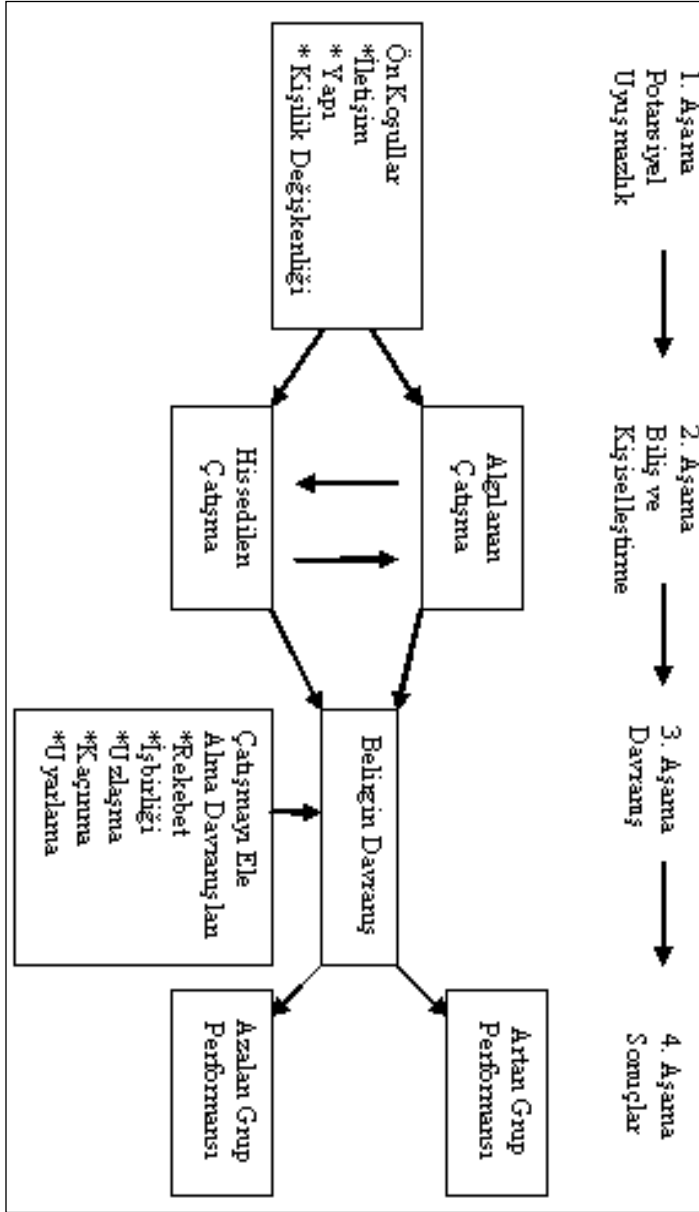 1. Aşama
Potansiyel
Uyuşmazlık
2. Aşama
Biliş ve
Kişiselleştirme
3. Aşama
Davranış
4. Aşama
Sonuçlar
Ön Koşullar
*İletişim
* Yapı
* Kişilik Değişkenliği
Algılanan
Çatışma
Hissedilen
Çatışma
Belirgin Davranış
Çatışmayı Ele
Alma Davranışları
*Rekebet
*İşbirliği
*Uzlaşma
*Kaçınma
*Uyarlama
Artan Grup
Performansı
Azalan Grup
Performansı